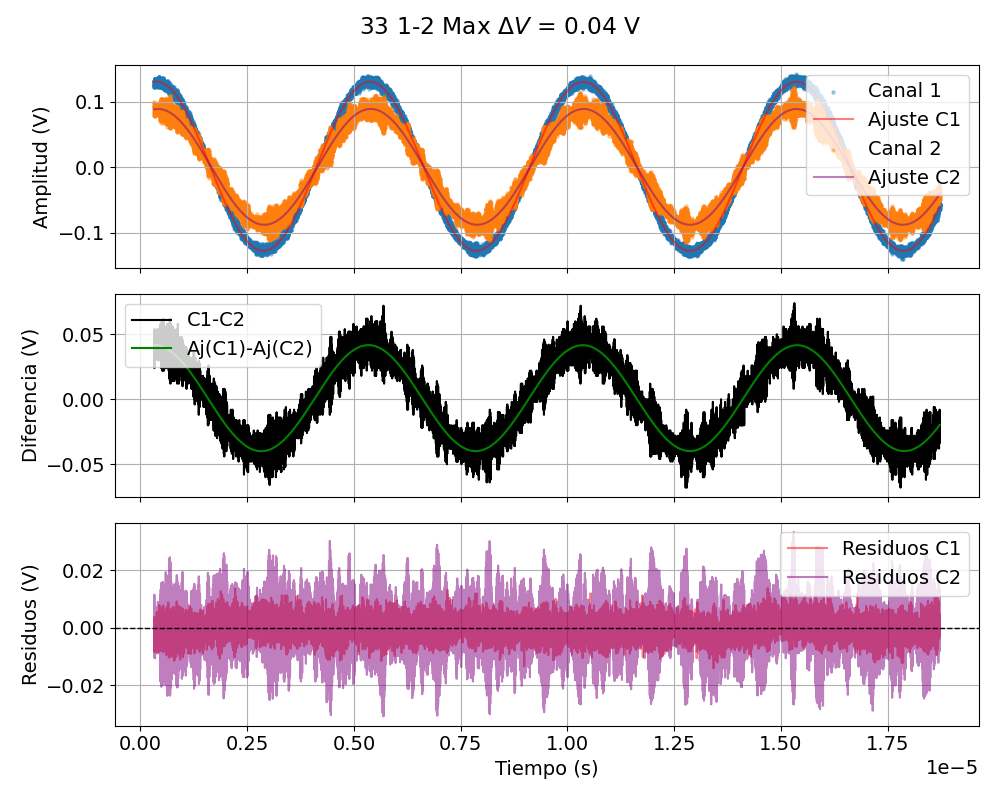 33 1-2 Max ΔV = 0.04 V
Amplitud (V)
0.1
0.0
−0.1
Canal 1
Ajuste C1
Canal 2
Ajuste C2
Diferencia (V)
0.05
0.00
−0.05
C1-C2
Aj(C1)-Aj(C2)
Residuos (V)
0.02
0.00
−0.02
Residuos C1
Residuos C2
0.00 0.25 0.50 0.75 1.00 1.25 1.50 1.75
1e−5
Tiempo (s)